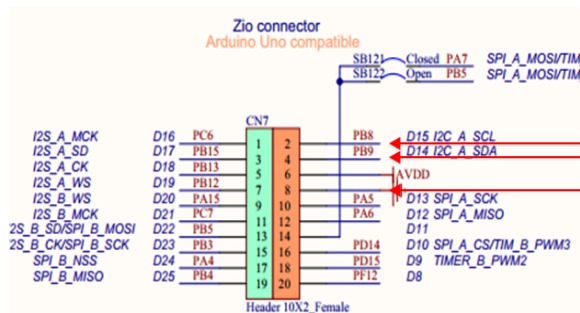 Zio connector
Arduino Uno compatible
SB121 Closed PA7 SPI_A_MOSI/TIM
SB122 Open PB5 SPI_A_MOSI/TIM
CN7
I2S_A_MCK D16 PC6 1 2 PB8 D15 I2C_A_SCL
I2S_A_SD D17 PB15 3 4 PB9 D14 I2C_A_SDA
I2S_A_CK D18 PB13 5 6 AVDD
I2S_A_WS D19 PB12 7 8
I2S_B_WS D20 PA15 9 10 PA5 D13 SPI_A_SCK
I2S_B_MCK D21 PC7 11 12 PA6 D12 SPI_A_MISO
2S_B_SD/SPI_B_MOSI D22 PB5 13 14 D11
2S_B_CK/SPI_B_SCK D23 PB3 15 16 PD14 D10 SPI_A_CS/TIM_B_PWM3
SPI_B_NSS D24 PA4 17 18 PD15 D9 TIMER_B_PWM2
SPI_B_MISO D25 PB4 19 20 PF12 D8
Header 10X2_Female